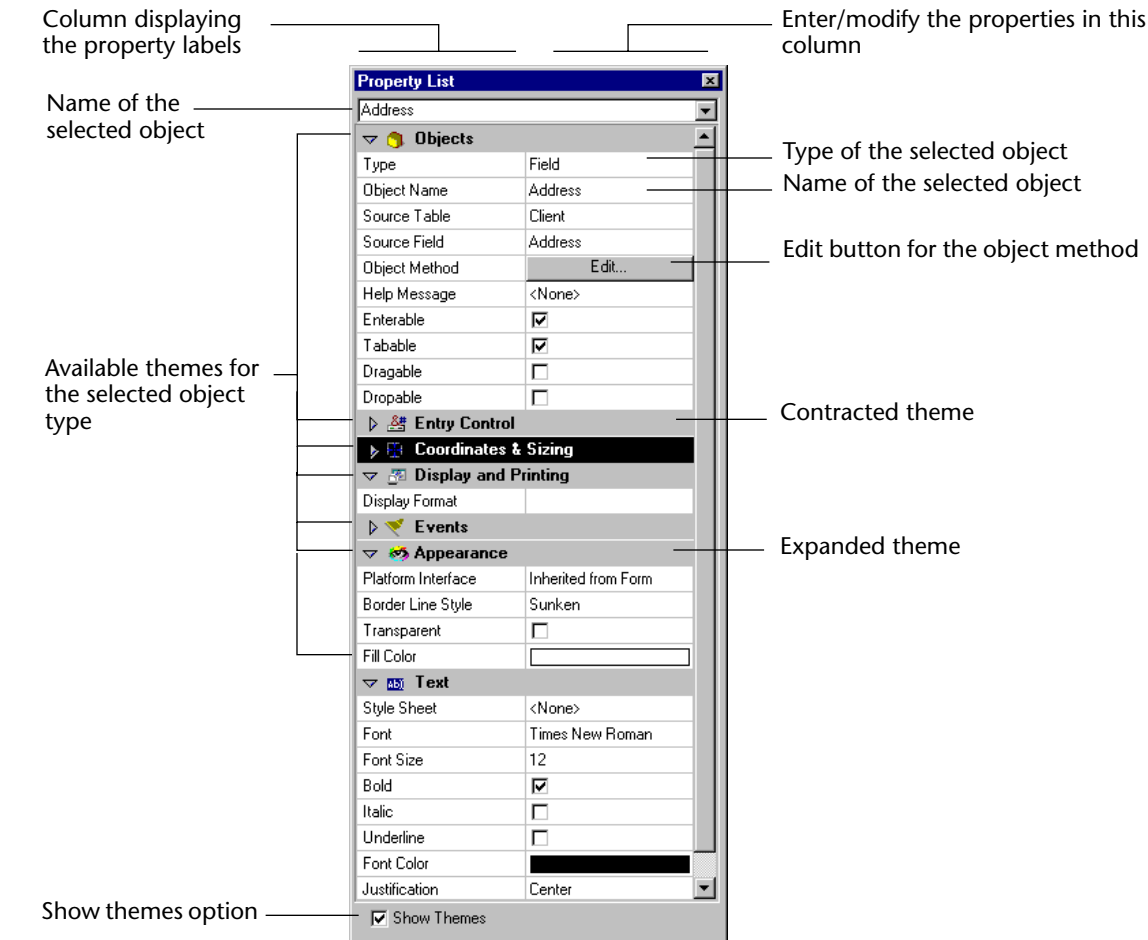 Column displaying
the property labels
Enter/modify the properties in this
column
Property List
Name of the
selected object
Address
Objects
Type Field
Type of the selected object
Object Name Address
Name of the selected object
Source Table Client
Source Field Address
Edit button for the object method
Object Method Edit...
Help Message <None>
Enterable
Tabable
Available themes for
the selected object
type
Dragable
Dropable
Entry Control
Contracted theme
Coordinates & Sizing
Display and Printing
Display Format
Events
Appearance
Expanded theme
Platform Interface Inherited from Form
Border Line Style Sunken
Transparent
Fill Color
Abj Text
Style Sheet <None>
Font Times New Roman
Font Size 12
Bold
Italic
Underline
Font Color
Justification Center
Show themes option
Show Themes